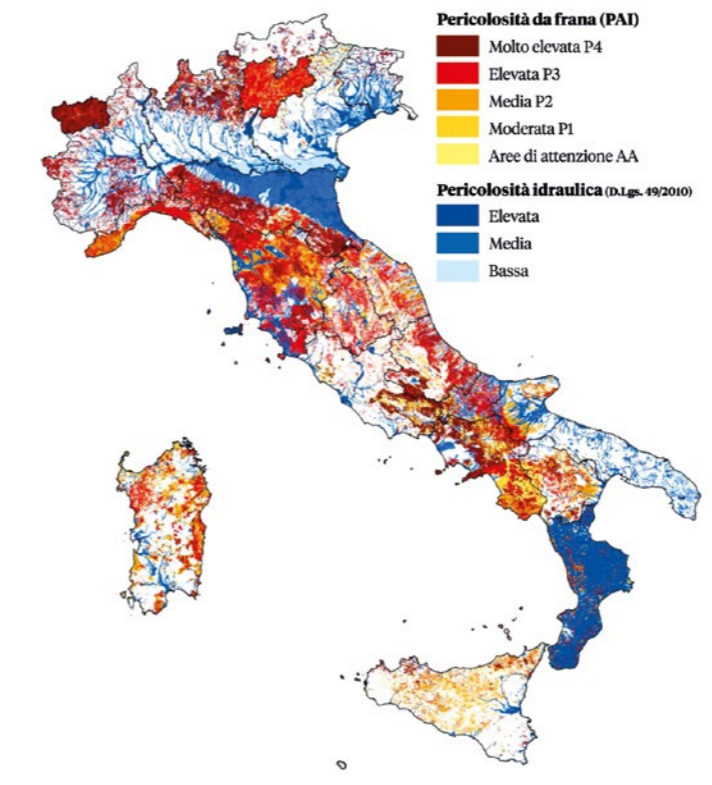 Pericolosità da frana (PAI)
Molto elevata P4
Elevata P3
Media P2
Moderata P1
Aree di attenzione AA
Pericolosità idraulica (D.Lgs. 49/2010)
Elevata
Media
Bassa